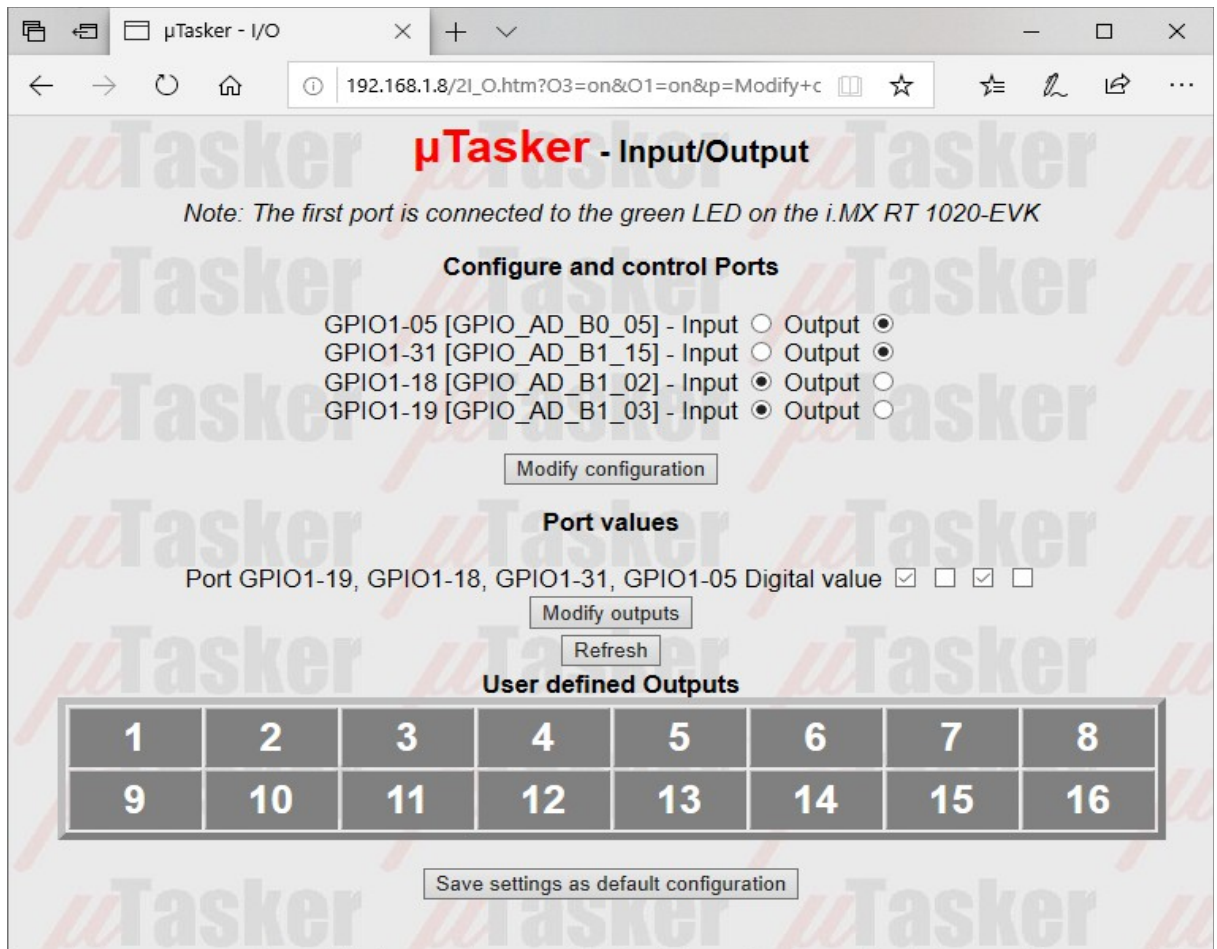 µTasker - I/O
192.168.1.8/2I_O.htm?O3=on&O1=on&p=Modify+c
µTasker - Input/Output
Note: The first port is connected to the green LED on the i.MX RT 1020-EVK
Configure and control Ports
GPIO1-05 [GPIO_AD_B0_05] - Input Output
GPIO1-31 [GPIO_AD_B1_15] - Input Output
GPIO1-18 [GPIO_AD_B1_02] - Input Output
GPIO1-19 [GPIO_AD_B1_03] - Input Output
Modify configuration
Port values
Port GPIO1-19, GPIO1-18, GPIO1-31, GPIO1-05 Digital value
Modify outputs
Refresh
User defined Outputs
1 2 3 4 5 6 7 8
9 10 11 12 13 14 15 16
Save settings as default configuration